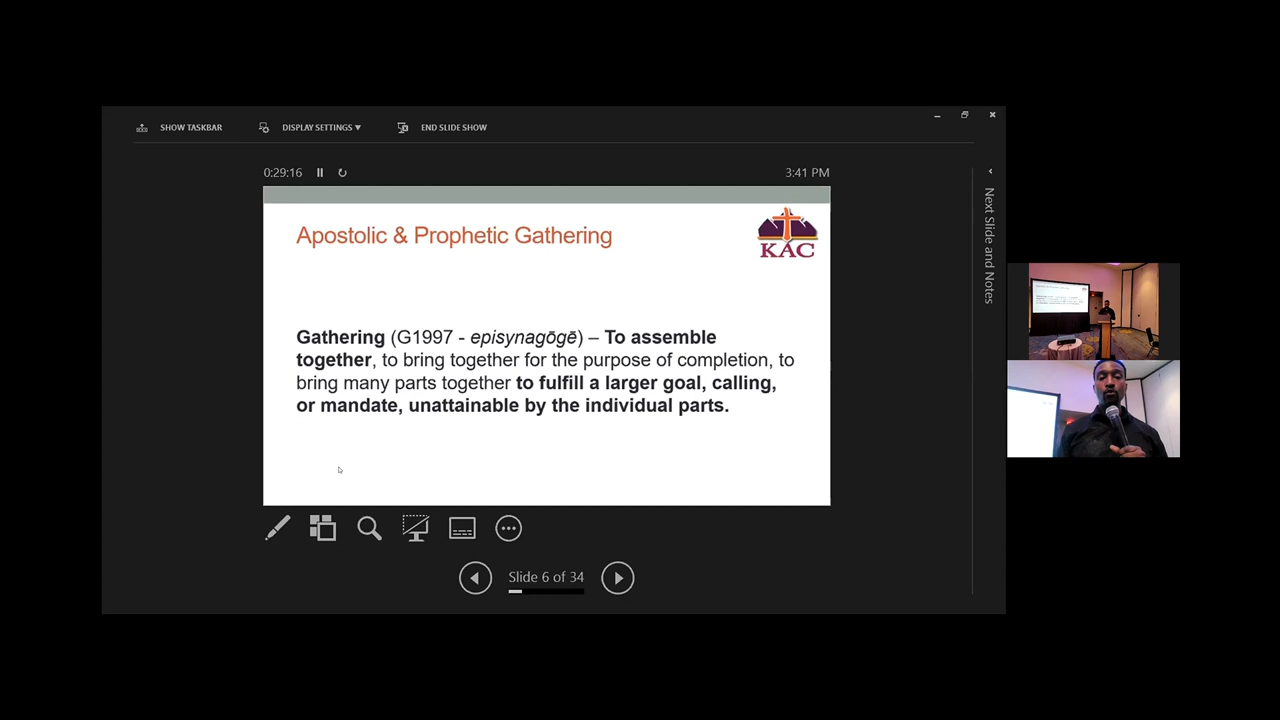 SHOW TASKBAR
DISPLAY SETTINGS ▾
END SLIDE SHOW
0:29:16
3:41 PM
Apostolic & Prophetic Gathering
KAC
Gathering (G1997 - episynagōgē) – To assemble
together, to bring together for the purpose of completion, to
bring many parts together to fulfill a larger goal, calling,
or mandate, unattainable by the individual parts.
Slide 6 of 34
Next Slide and Notes